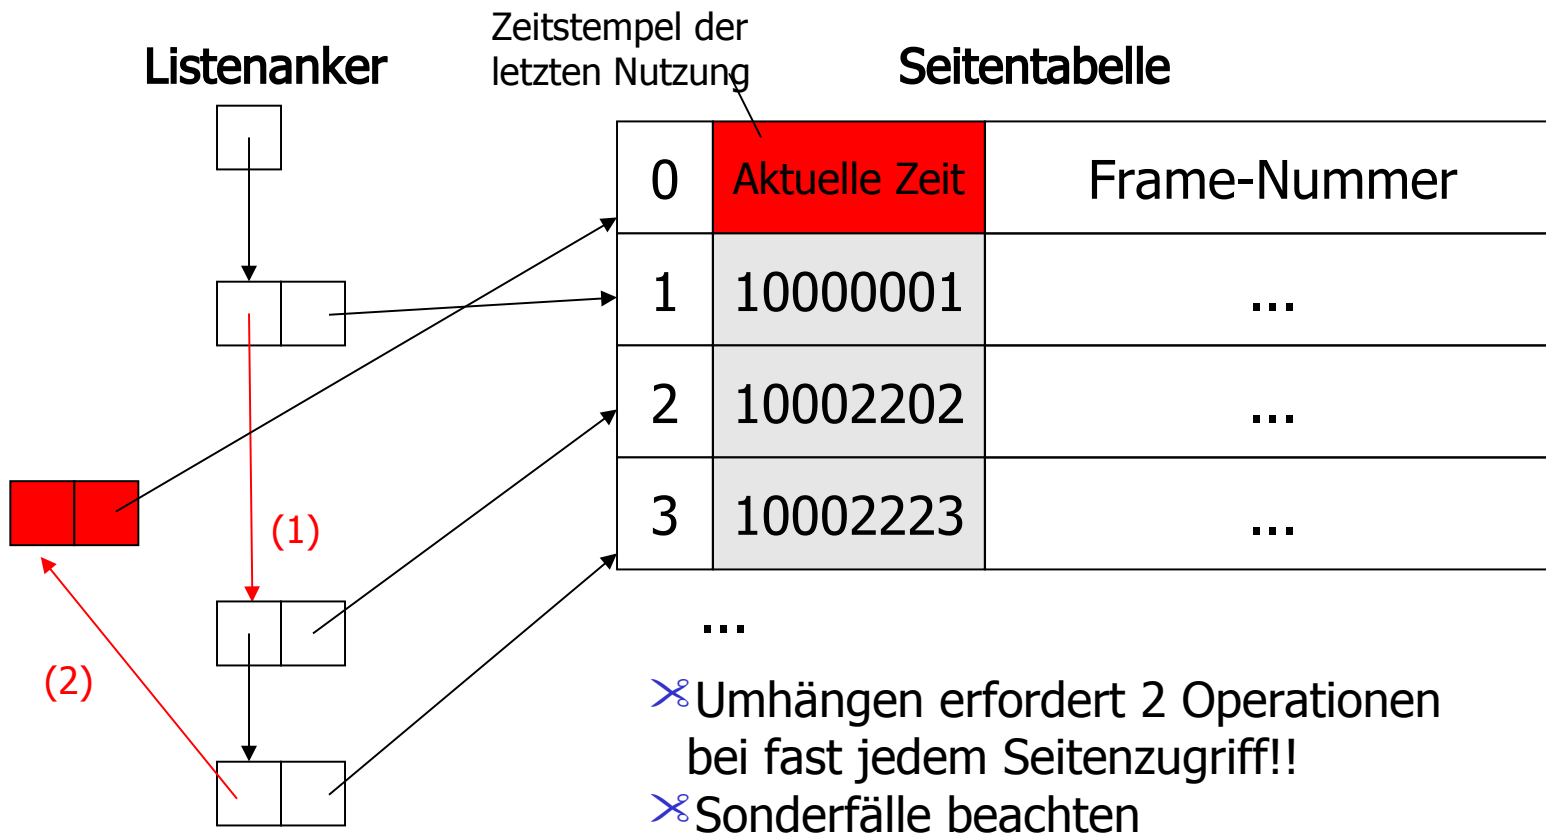 Zeitstempel der
letzten Nutzung
Listenanker
Seitentabelle
0 Aktuelle Zeit Frame-Nummer
1 10000001 ...
2 10002202 ...
3 10002223 ...
...
(1)
(2)
Umhängen erfordert 2 Operationen
bei fast jedem Seitenzugriff!!
Sonderfälle beachten